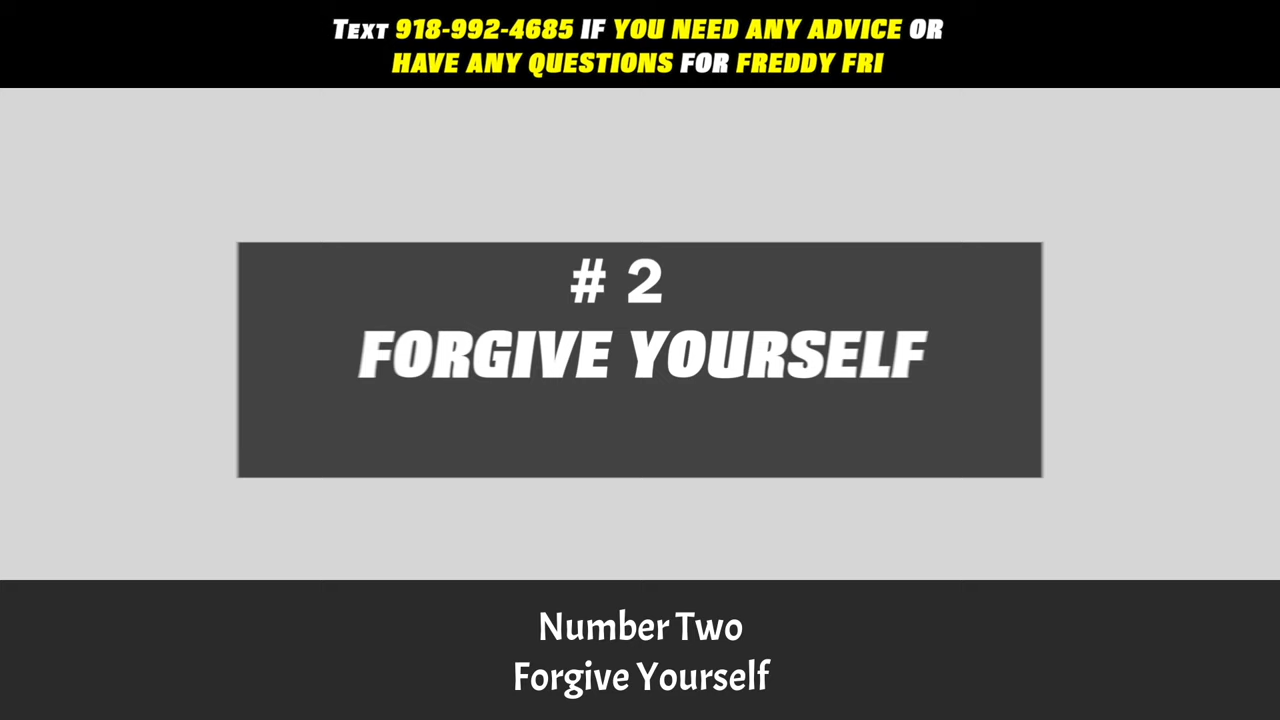 Text 918-992-4685 IF YOU NEED ANY ADVICE OR
HAVE ANY QUESTIONS FOR FREDDY FRI
# 2
FORGIVE YOURSELF
Number Two
Forgive Yourself